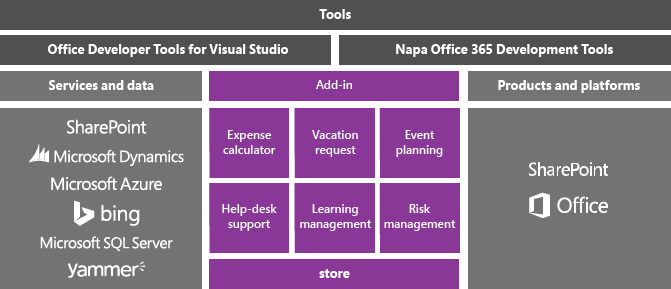 Tools
Office Developer Tools for Visual Studio
Napa Office 365 Development Tools
Services and data
Add-in
Products and platforms
SharePoint
Microsoft Dynamics
Microsoft Azure
bing
Microsoft SQL Server
yammer
Expense
calculator
Vacation
request
Event
planning
Help-desk
support
Learning
management
Risk
management
store
SharePoint
Office